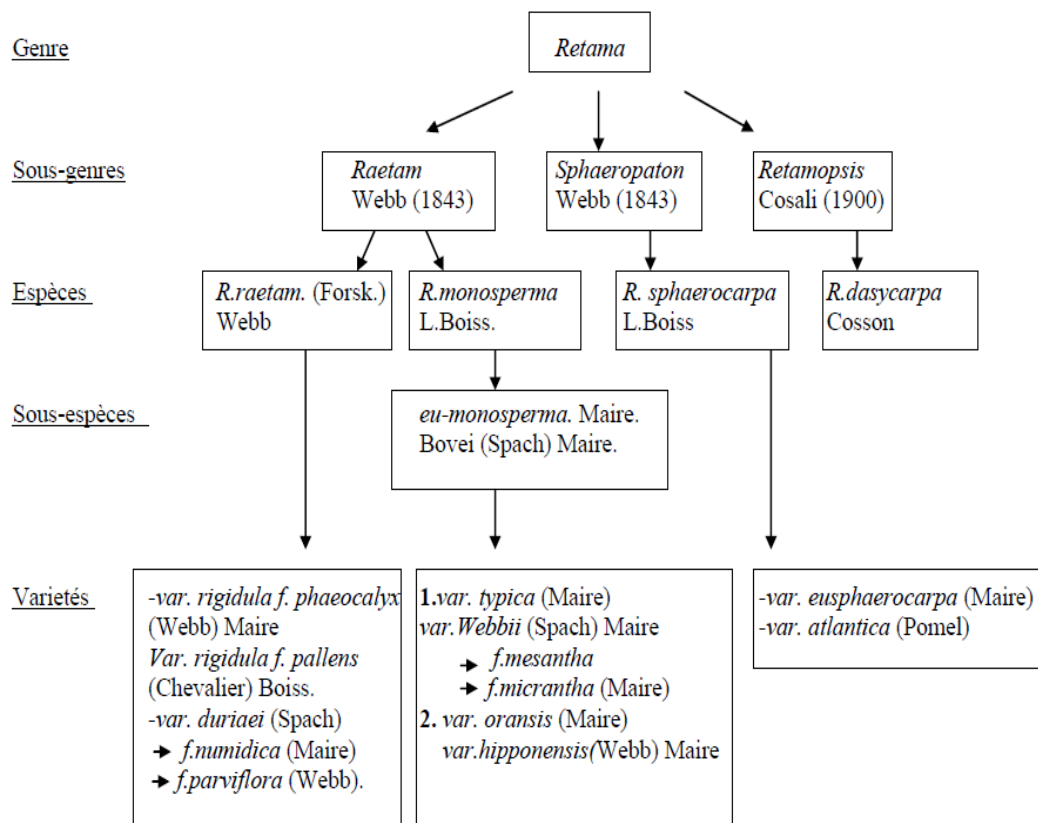 Genre
Retama
Sous-genres
Raetam
Webb (1843)
Sphaeropaton
Webb (1843)
Retamopsis
Cosali (1900)
Espèces
R.raetam. (Forsk.)
Webb
R.monosperma
L.Boiss.
R. sphaerocarpa
L.Boiss
R.dasycarpa
Cosson
Sous-espèces
eu-monosperma. Maire.
Bovei (Spach) Maire.
Varietés
-var. rigidula f. phaeocalyx
(Webb) Maire
Var. rigidula f. pallens
(Chevalier) Boiss.
-var. duriaei (Spach)
f.numidica (Maire)
f.parviflora (Webb).
1.var. typica (Maire)
var.Webbii (Spach) Maire
f.mesantha
f.micrantha (Maire)
2. var. oransis (Maire)
var.hipponensis(Webb) Maire
-var. eusphaerocarpa (Maire)
-var. atlantica (Pomel)